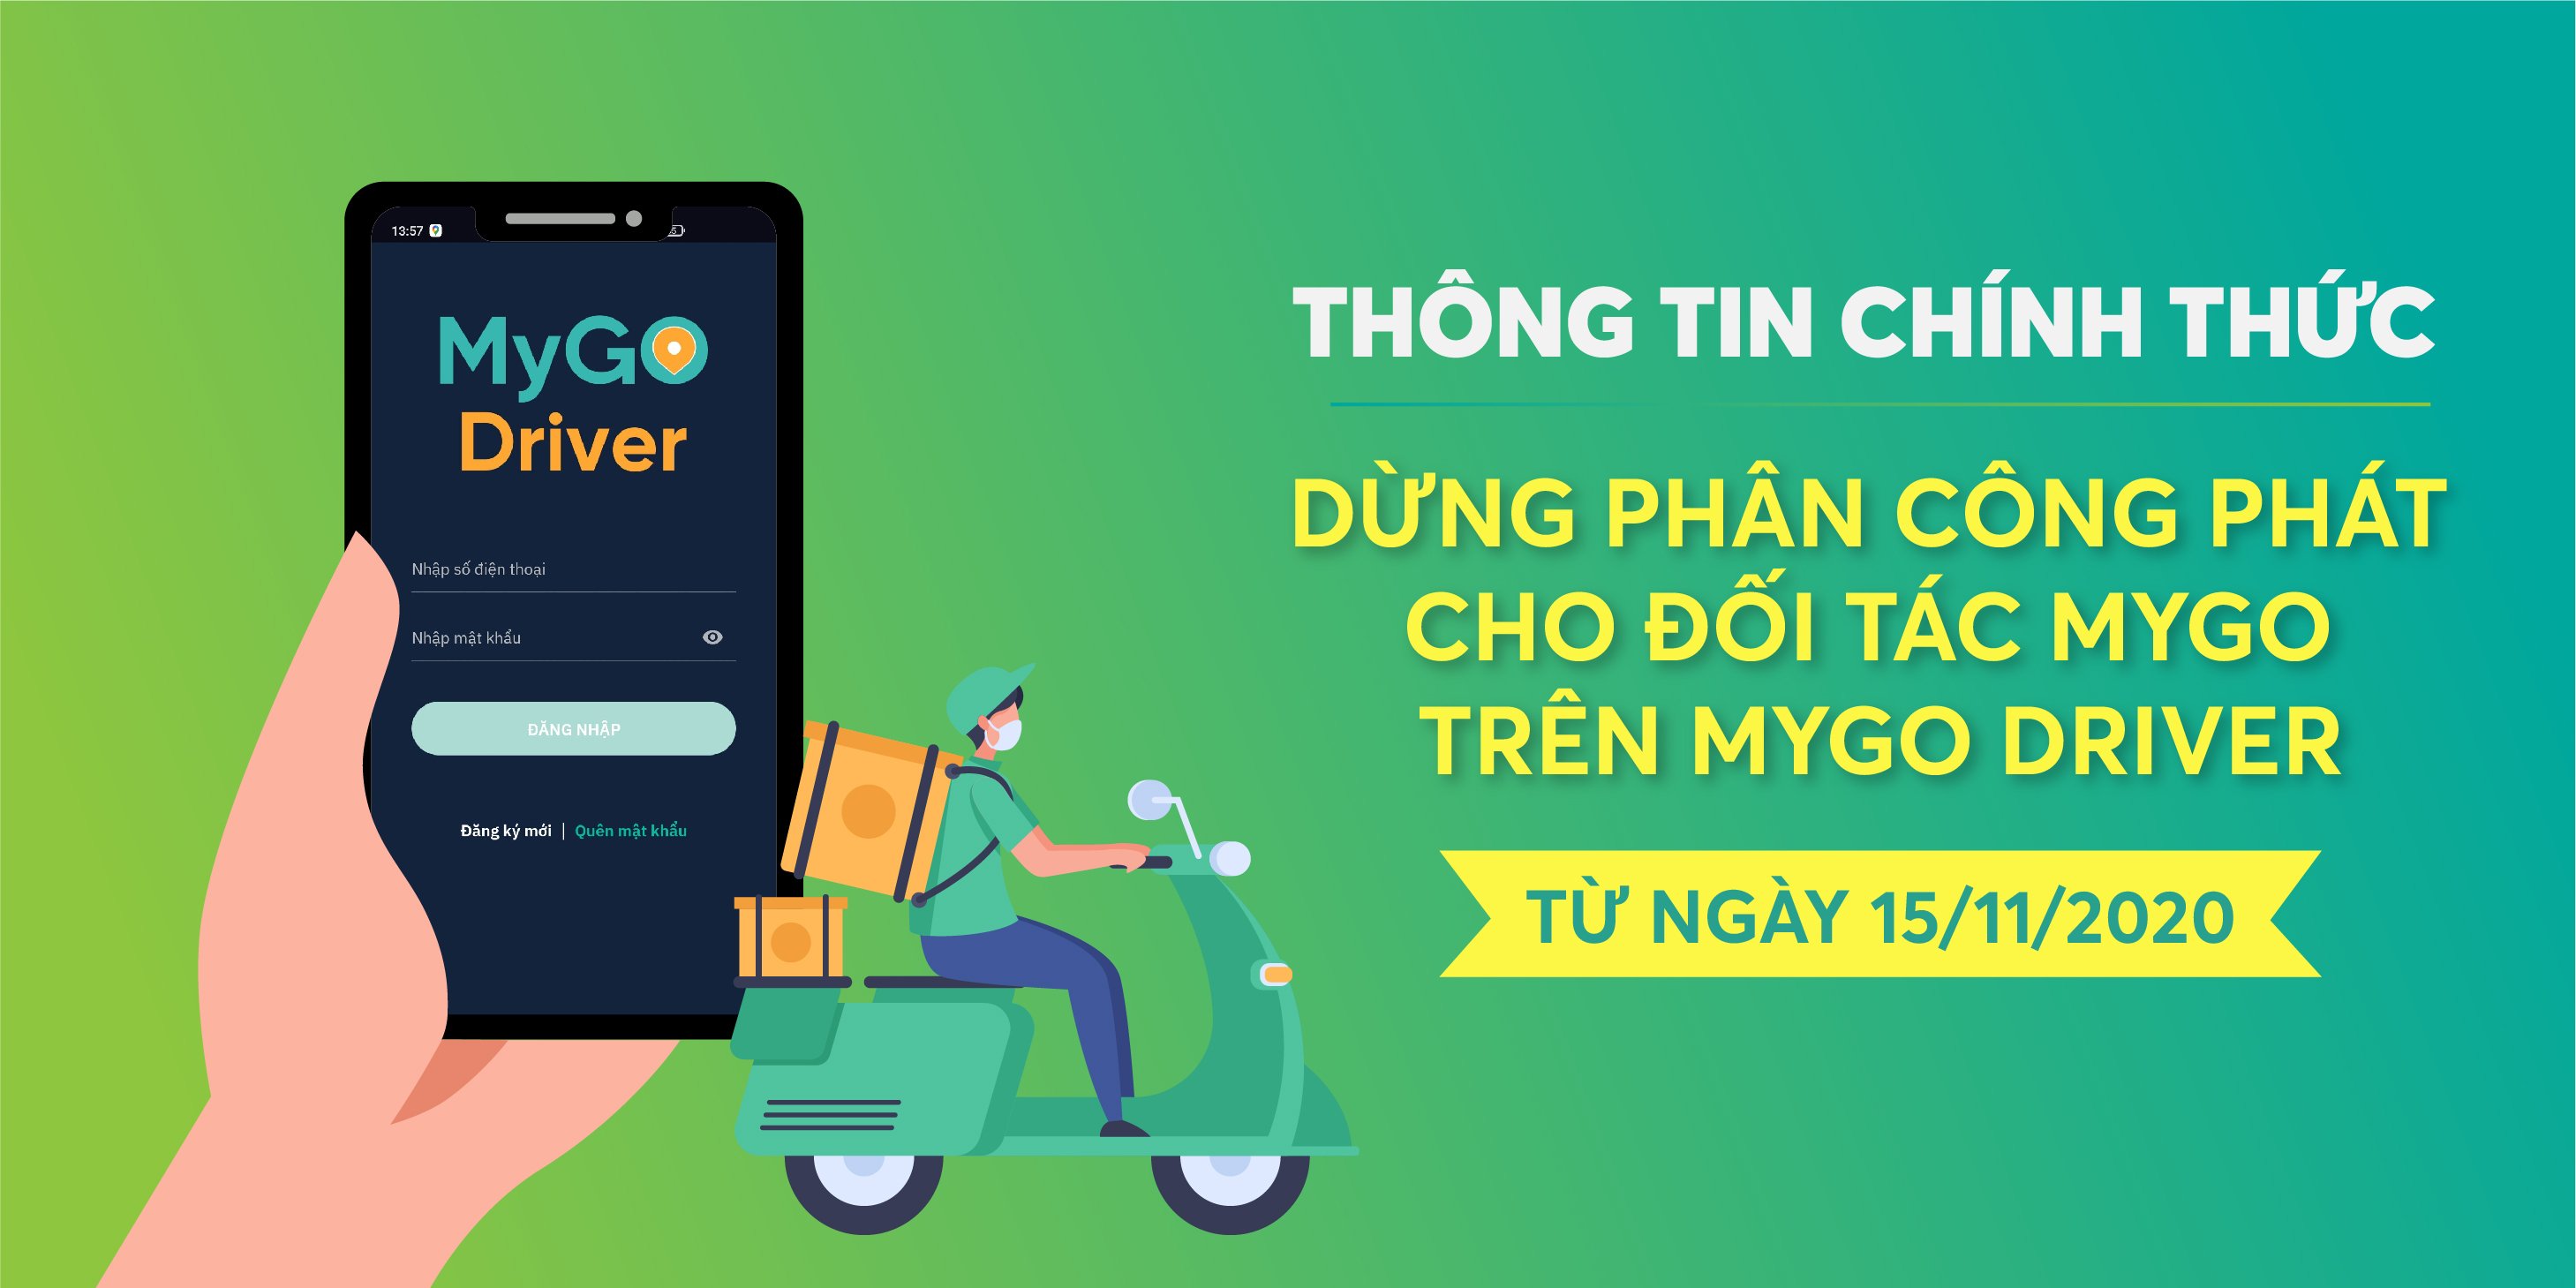 13:57
MyGO
Driver
Nhập số điện thoại
Nhập mật khẩu
ĐĂNG NHẬP
Đăng ký mới | Quên mật khẩu
THÔNG TIN CHÍNH THỨC
DỪNG PHÂN CÔNG PHÁT
CHO ĐỐI TÁC MYGO
TRÊN MYGO DRIVER
TỪ NGÀY 15/11/2020